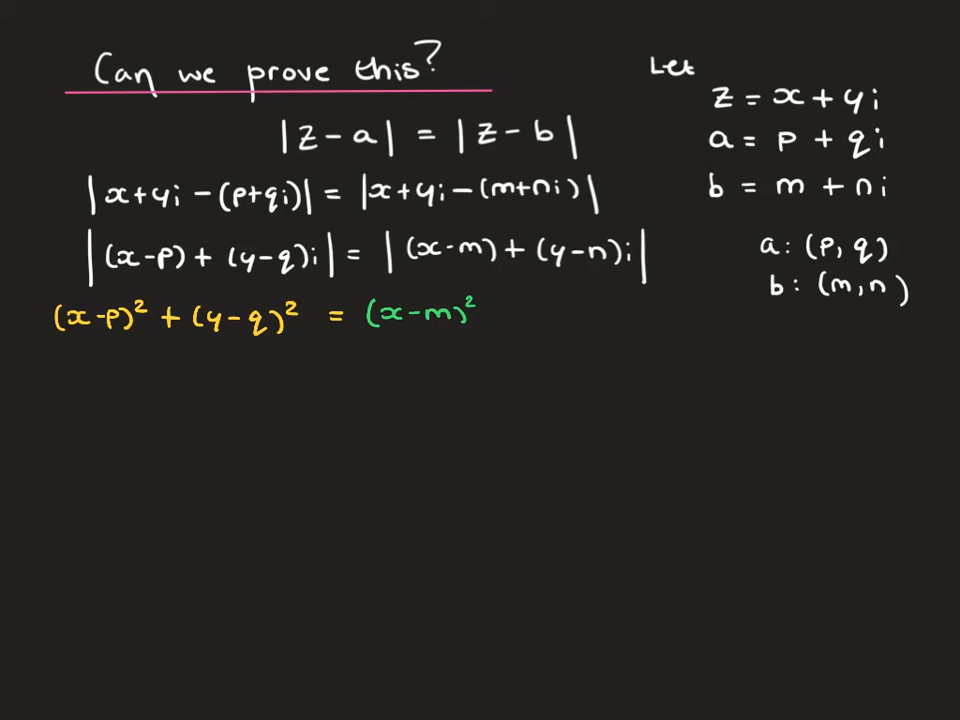 Can we prove this?
|z - a| = |z - b|
|x+yi - (p+qi)| = |x+yi - (m+ni)|
|(x-p) + (y-q)i| = |(x-m) + (y-n)i|
(x-p)² + (y-q)² = (x-m)²
Let
z = x + yi
a = p + qi
b = m + ni
a: (p, q)
b: (m, n)